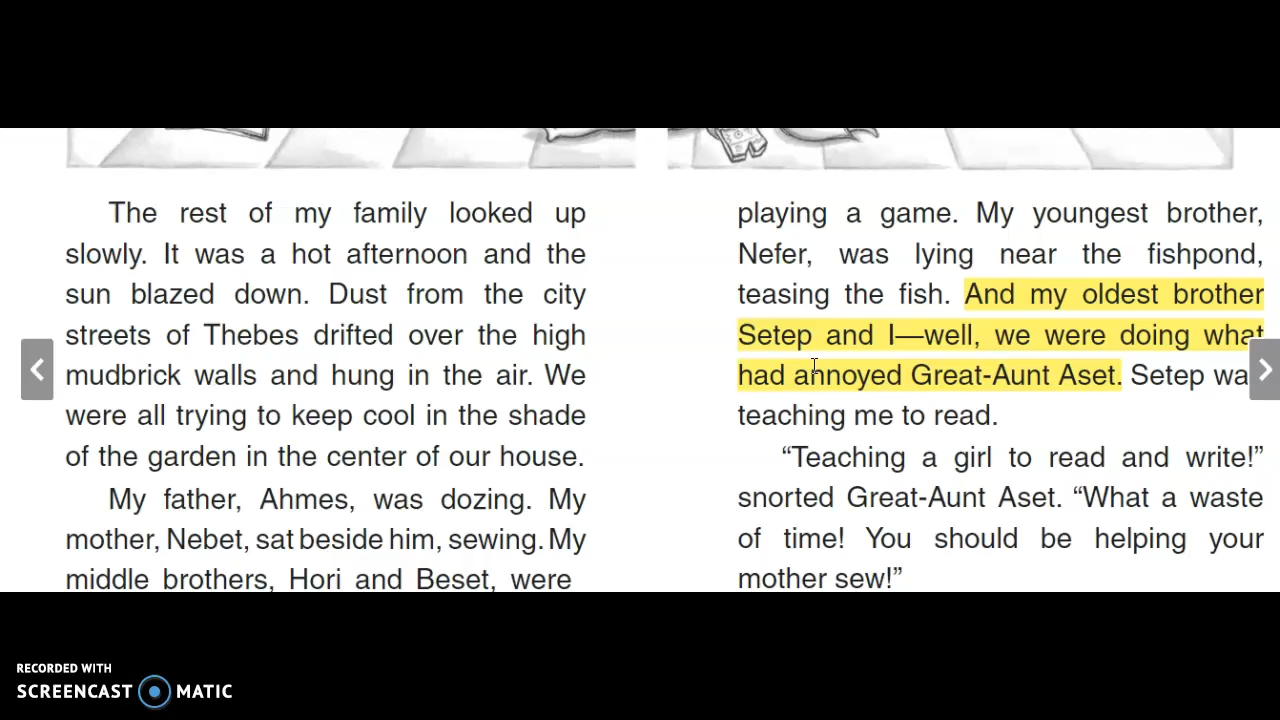 The rest of my family looked up
slowly. It was a hot afternoon and the
sun blazed down. Dust from the city
streets of Thebes drifted over the high
mudbrick walls and hung in the air. We
were all trying to keep cool in the shade
of the garden in the center of our house.
My father, Ahmes, was dozing. My
mother, Nebet, sat beside him, sewing. My
middle brothers, Hori and Beset, were
playing a game. My youngest brother,
Nefer, was lying near the fishpond,
teasing the fish. And my oldest brother
Setep and I—well, we were doing what
had annoyed Great-Aunt Aset. Setep wa
teaching me to read.
“Teaching a girl to read and write!”
snorted Great-Aunt Aset. “What a waste
of time! You should be helping your
mother sew!”
RECORDED WITH
SCREENCAST MATIC